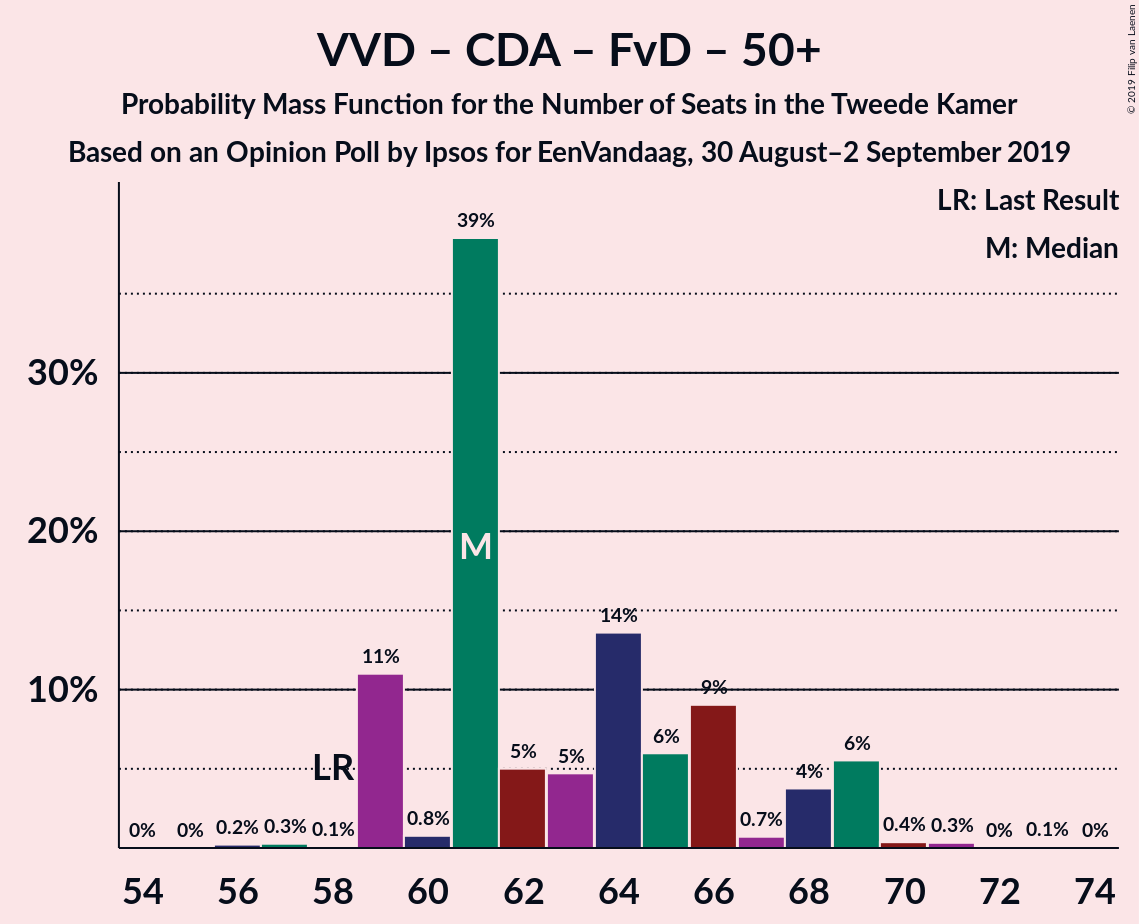 VVD – CDA – FvD – 50+
Probability Mass Function for the Number of Seats in the Tweede Kamer
Based on an Opinion Poll by Ipsos for EenVandaag, 30 August–2 September 2019
© 2019 Filip van Laenen
LR: Last Result
M: Median
30%
20%
10%
0% 0% 0.2% 0.3% 0.1% 11% 0.8% 39% 5% 5% 14% 6% 9% 0.7% 4% 6% 0.4% 0.3% 0% 0.1% 0%
LR
M
54 56 58 60 62 64 66 68 70 72 74